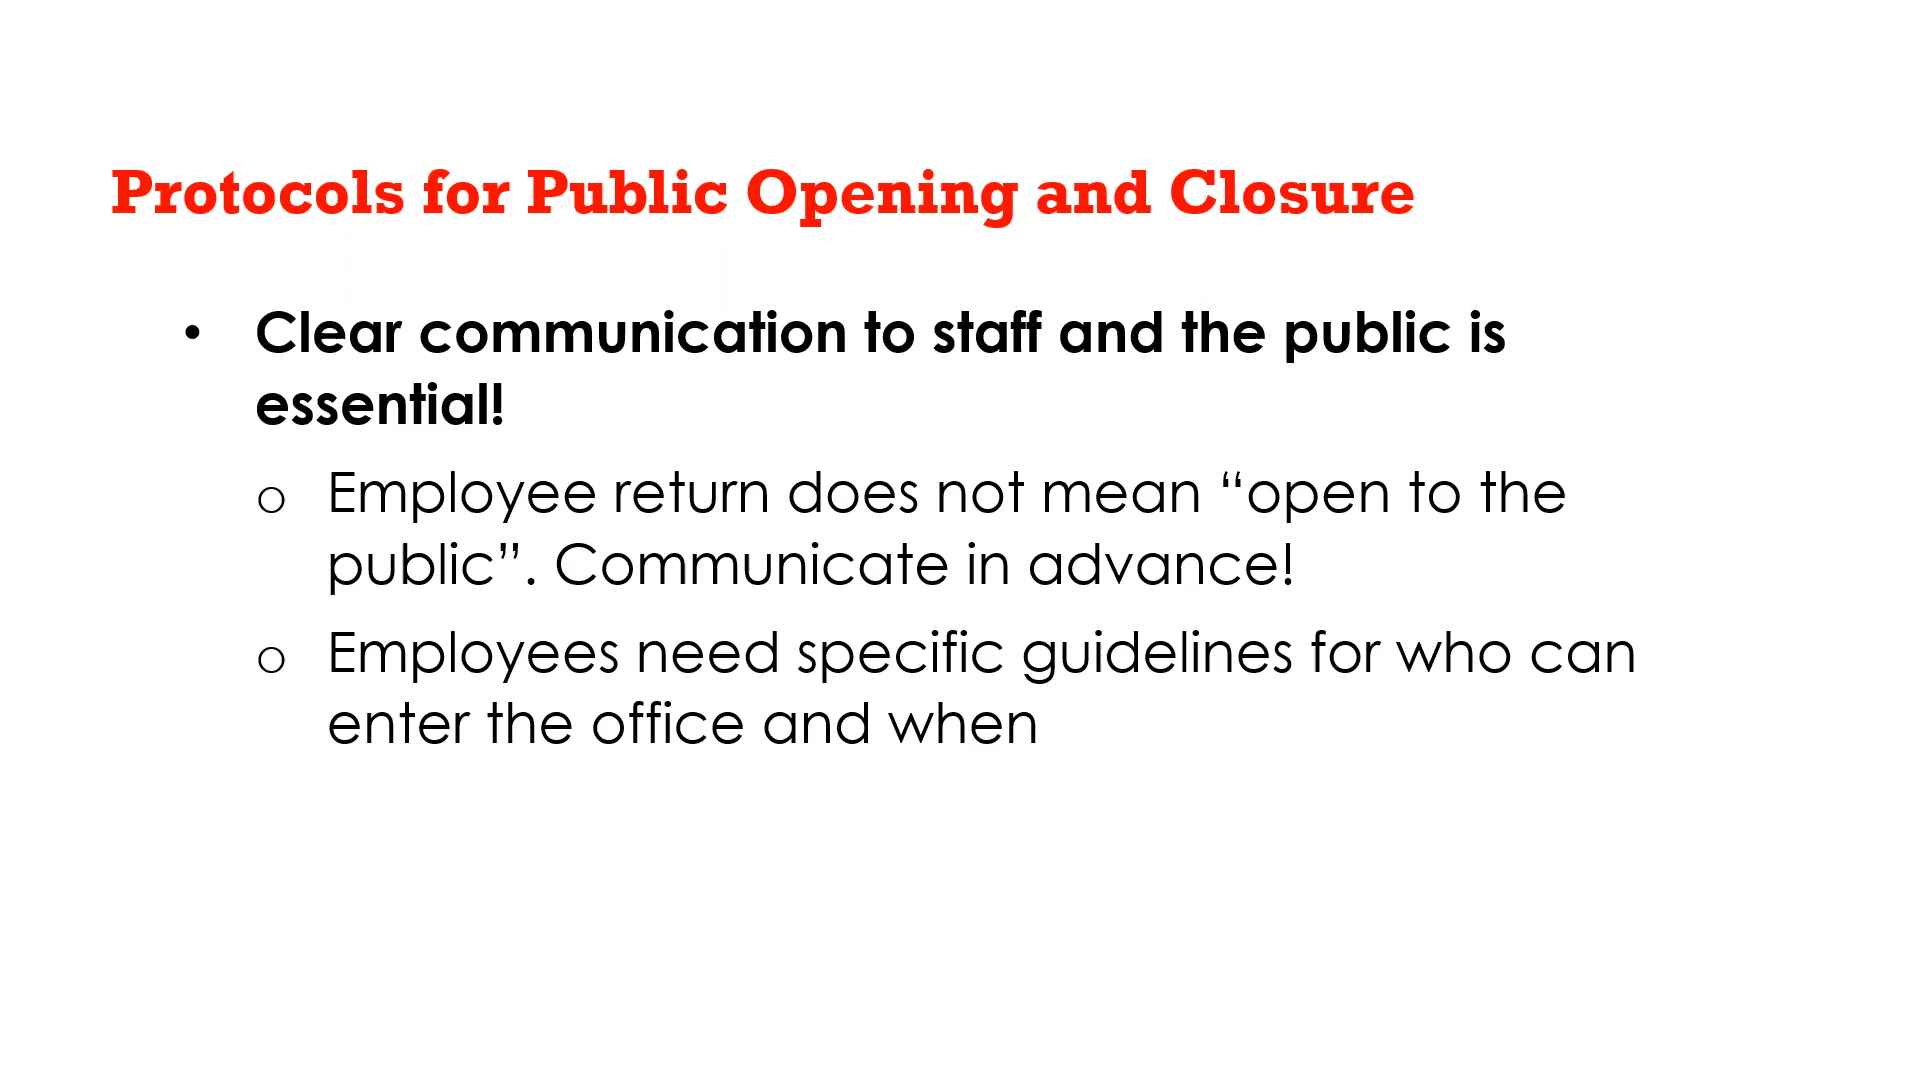 Protocols for Public Opening and Closure
• Clear communication to staff and the public is
essential!
o Employee return does not mean “open to the
public”. Communicate in advance!
o Employees need specific guidelines for who can
enter the office and when